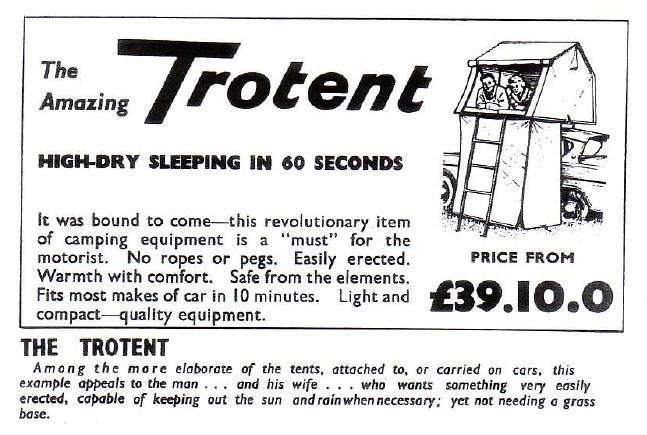 The
Amazing
Trotent
HIGH-DRY SLEEPING IN 60 SECONDS
It was bound to come—this revolutionary item
of camping equipment is a "must" for the
motorist. No ropes or pegs. Easily erected.
Warmth with comfort. Safe from the elements.
Fits most makes of car in 10 minutes. Light and
compact—quality equipment.
PRICE FROM
£39.10.0
THE TROTENT
Among the more elaborate of the tents, attached to, or carried on cars, this
example appeals to the man . . . and his wife . . . who wants something very easily
erected, capable of keeping out the sun and rain when necessary; yet not needing a grass
base.